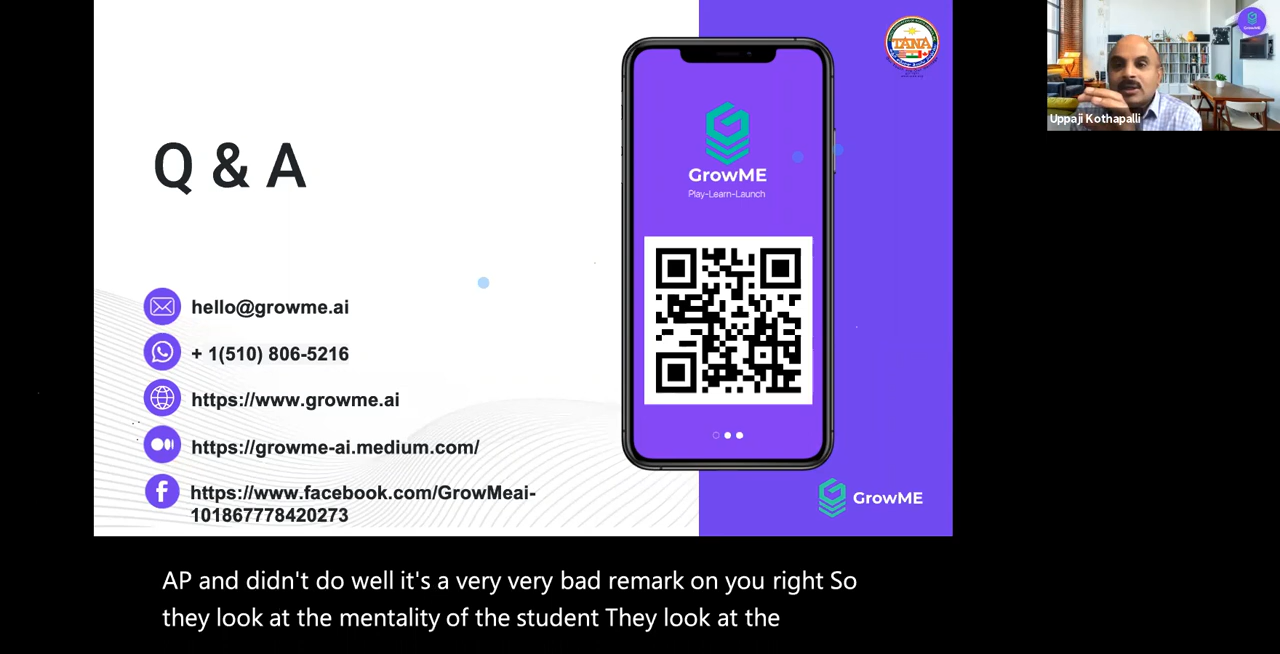 Q & A
hello@growme.ai
+ 1(510) 806-5216
https://www.growme.ai
https://growme-ai.medium.com/
https://www.facebook.com/GrowMeai-
101867778420273
GrowME
Play-Learn-Launch
TANA
GrowME
GrowME
Uppaji Kothapalli
AP and didn't do well it's a very very bad remark on you right So
they look at the mentality of the student They look at the